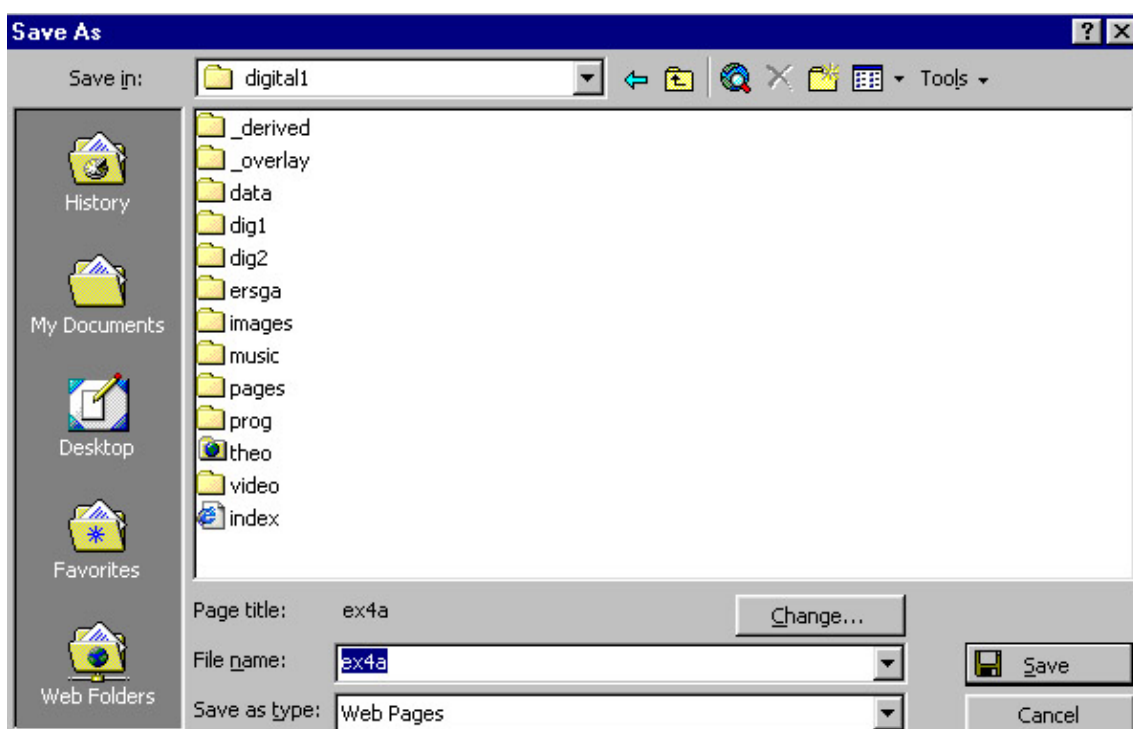 Save As
Save in:
digital1
Tools
History
My Documents
Desktop
Favorites
Web Folders
_derived
_overlay
data
dig1
dig2
ersga
images
music
pages
prog
theo
video
index
Page title: ex4a
Change...
File name: ex4a
Save
Save as type: Web Pages
Cancel